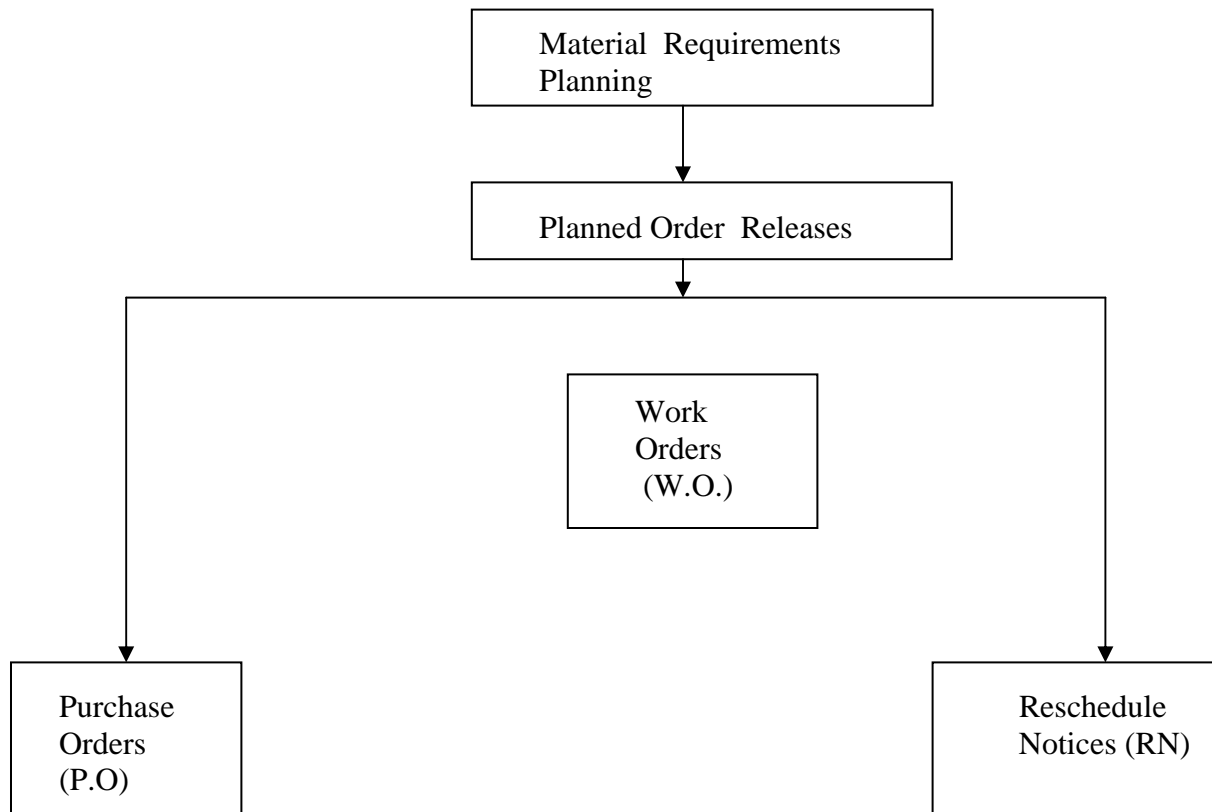 Material Requirements
Planning
Planned Order Releases
Work
Orders
(W.O.)
Purchase
Orders
(P.O)
Reschedule
Notices (RN)